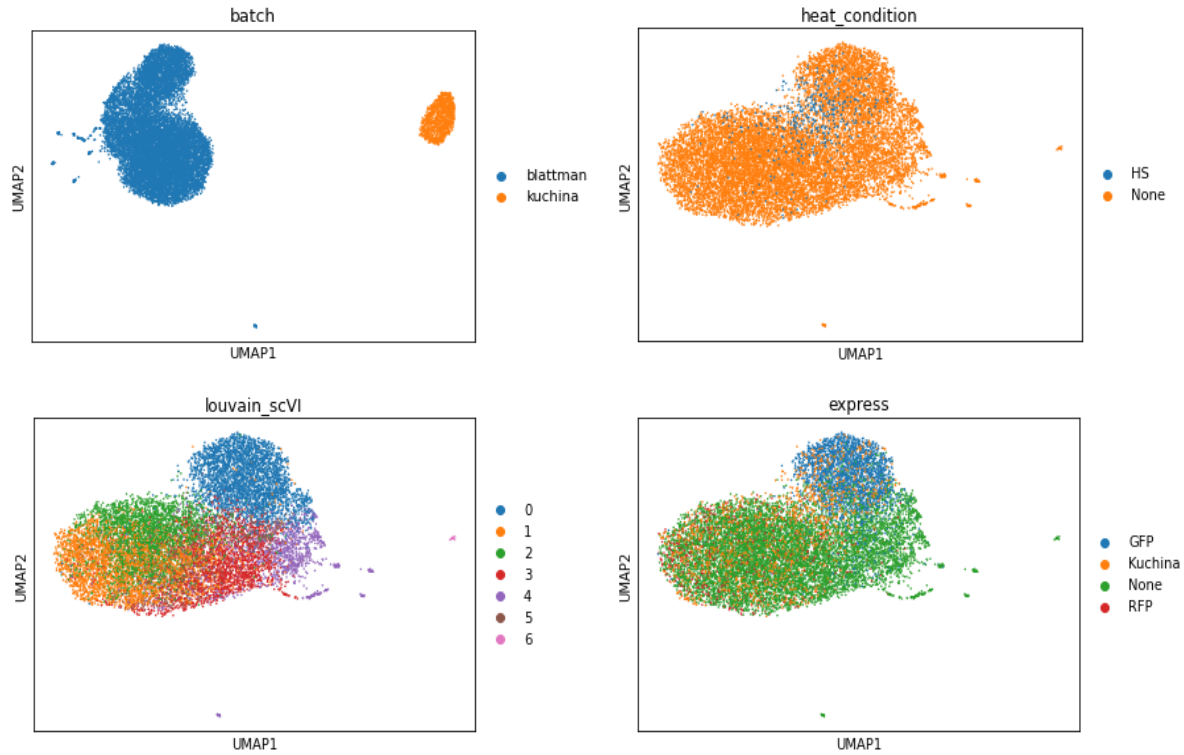 batch
UMAP2
UMAP1
blattman
kuchina
heat_condition
UMAP2
UMAP1
HS
None
louvain_scVI
UMAP2
UMAP1
0
1
2
3
4
5
6
express
UMAP2
UMAP1
GFP
Kuchina
None
RFP